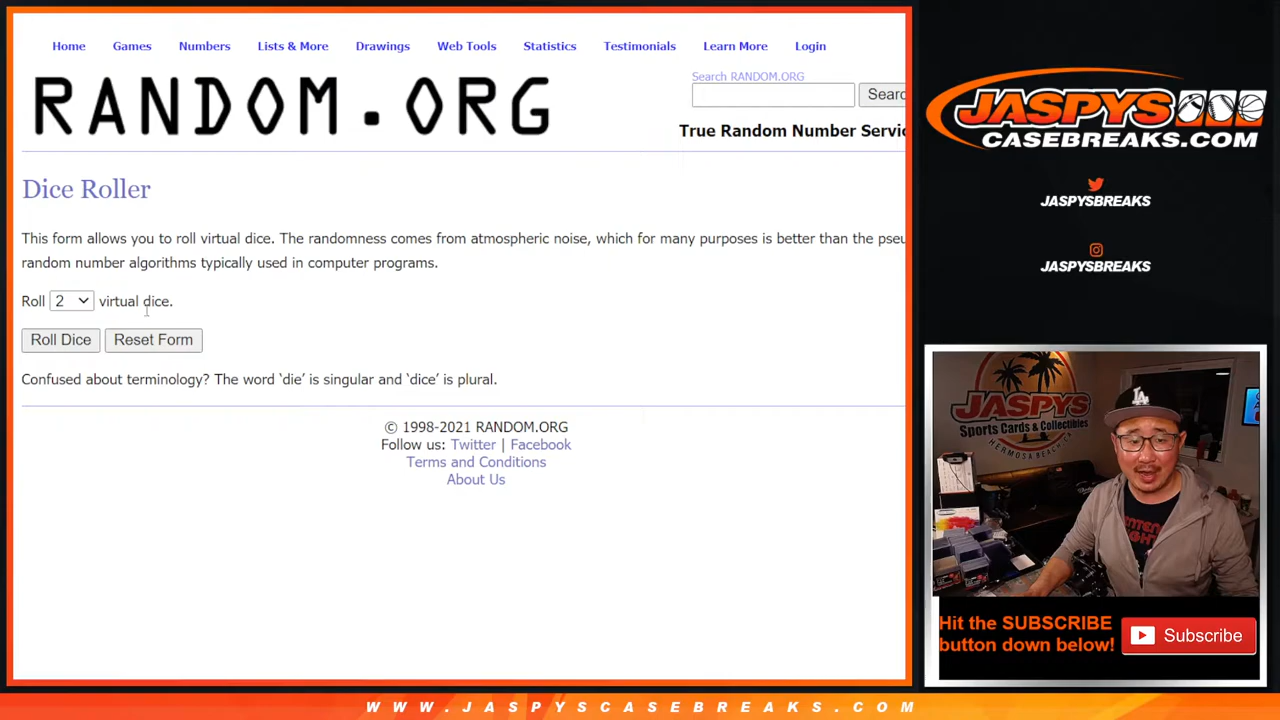 Home Games Numbers Lists & More Drawings Web Tools Statistics Testimonials Learn More Login
RANDOM.ORG
Search RANDOM.ORG
Searc
True Random Number Servic
Dice Roller
This form allows you to roll virtual dice. The randomness comes from atmospheric noise, which for many purposes is better than the pseu
random number algorithms typically used in computer programs.
Roll 2 virtual dice.
Roll Dice Reset Form
Confused about terminology? The word ‘die’ is singular and ‘dice’ is plural.
© 1998-2021 RANDOM.ORG
Follow us: Twitter | Facebook
Terms and Conditions
About Us
JASPYS
CASEBREAKS.COM
JASPYSBREAKS
JASPYSBREAKS
JASPYS
Sports Cards & Collectibles
HERMOSA BEACH, CA
LA
Hit the SUBSCRIBE
button down below!
Subscribe
WWW.JASPYSCASEBREAKS.COM